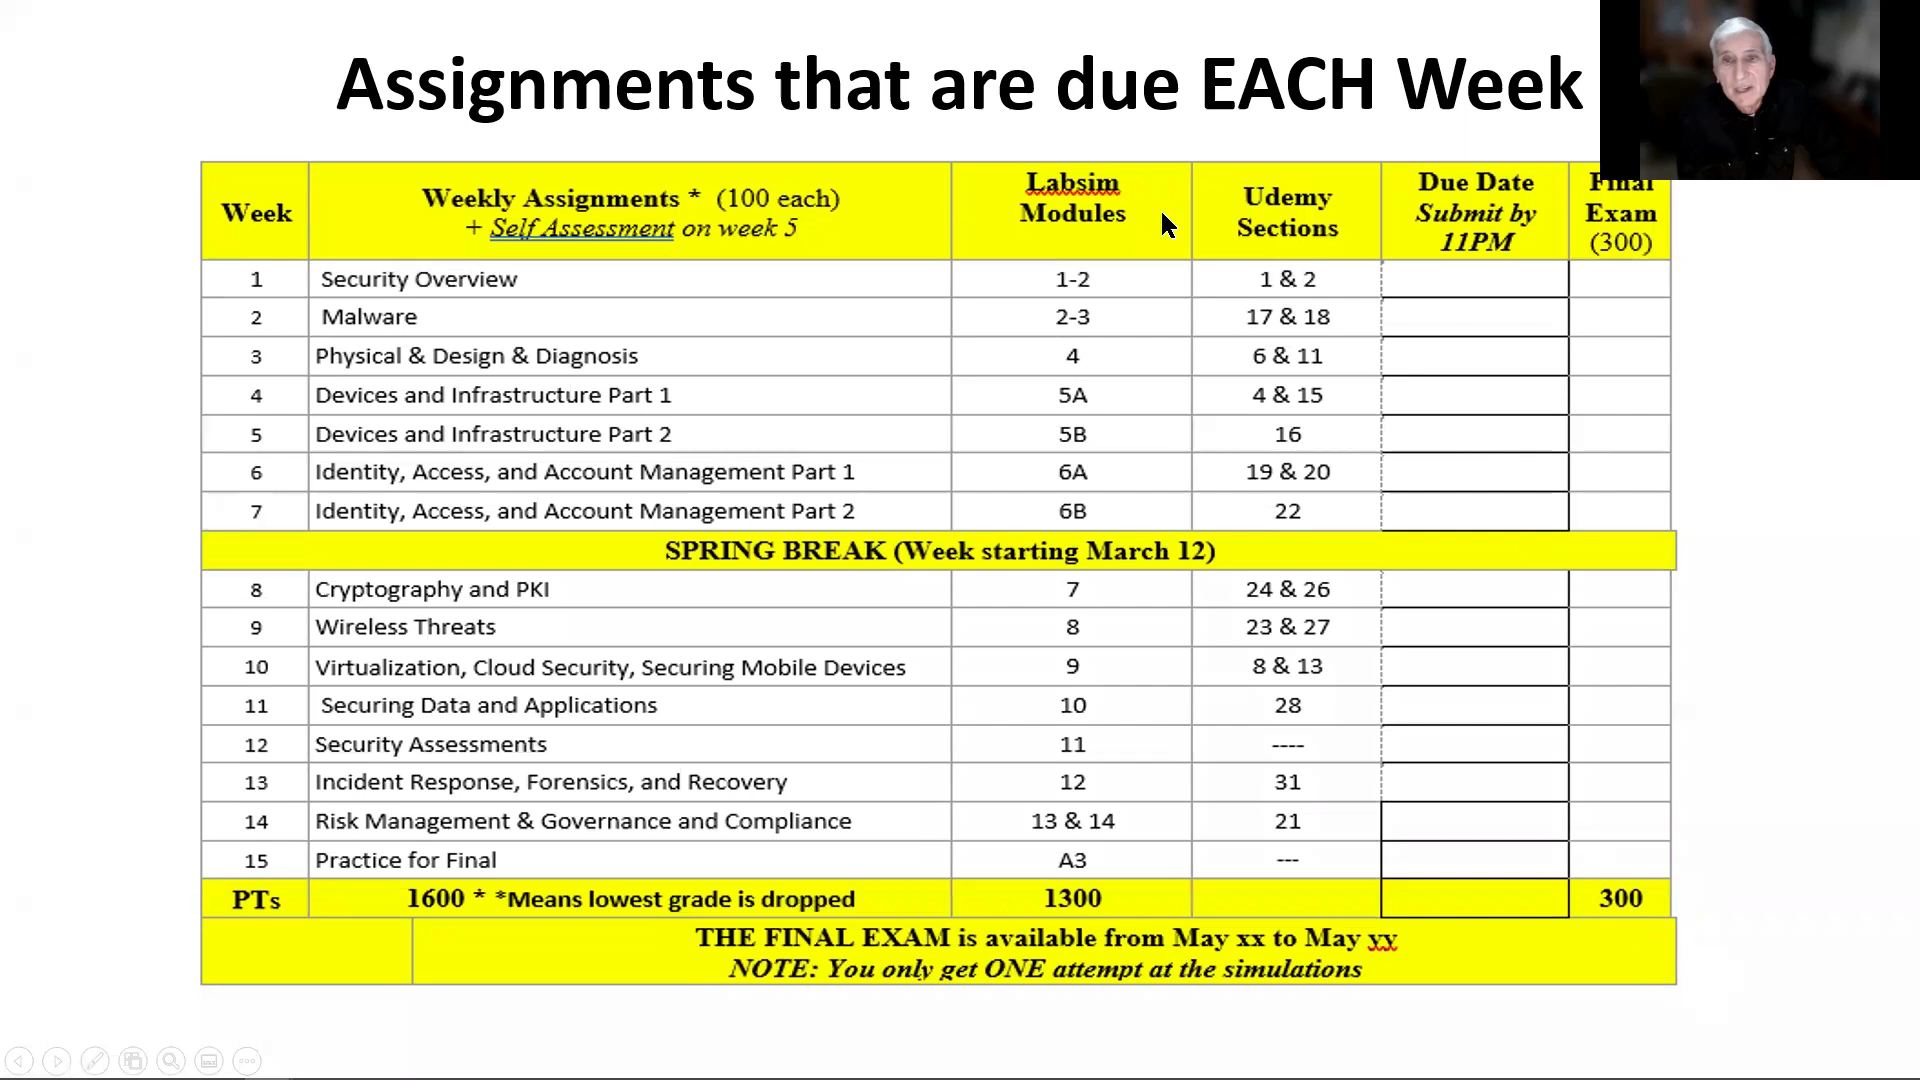 Assignments that are due EACH Week
Week Weekly Assignments * (100 each) + Self Assessment on week 5 Labsim Modules Udemy Sections Due Date Submit by 11PM Final Exam (300)
1 Security Overview 1-2 1 & 2
2 Malware 2-3 17 & 18
3 Physical & Design & Diagnosis 4 6 & 11
4 Devices and Infrastructure Part 1 5A 4 & 15
5 Devices and Infrastructure Part 2 5B 16
6 Identity, Access, and Account Management Part 1 6A 19 & 20
7 Identity, Access, and Account Management Part 2 6B 22
SPRING BREAK (Week starting March 12)
8 Cryptography and PKI 7 24 & 26
9 Wireless Threats 8 23 & 27
10 Virtualization, Cloud Security, Securing Mobile Devices 9 8 & 13
11 Securing Data and Applications 10 28
12 Security Assessments 11 ----
13 Incident Response, Forensics, and Recovery 12 31
14 Risk Management & Governance and Compliance 13 & 14 21
15 Practice for Final A3 ---
PTs 1600 * *Means lowest grade is dropped 1300 300
THE FINAL EXAM is available from May xx to May yy
NOTE: You only get ONE attempt at the simulations